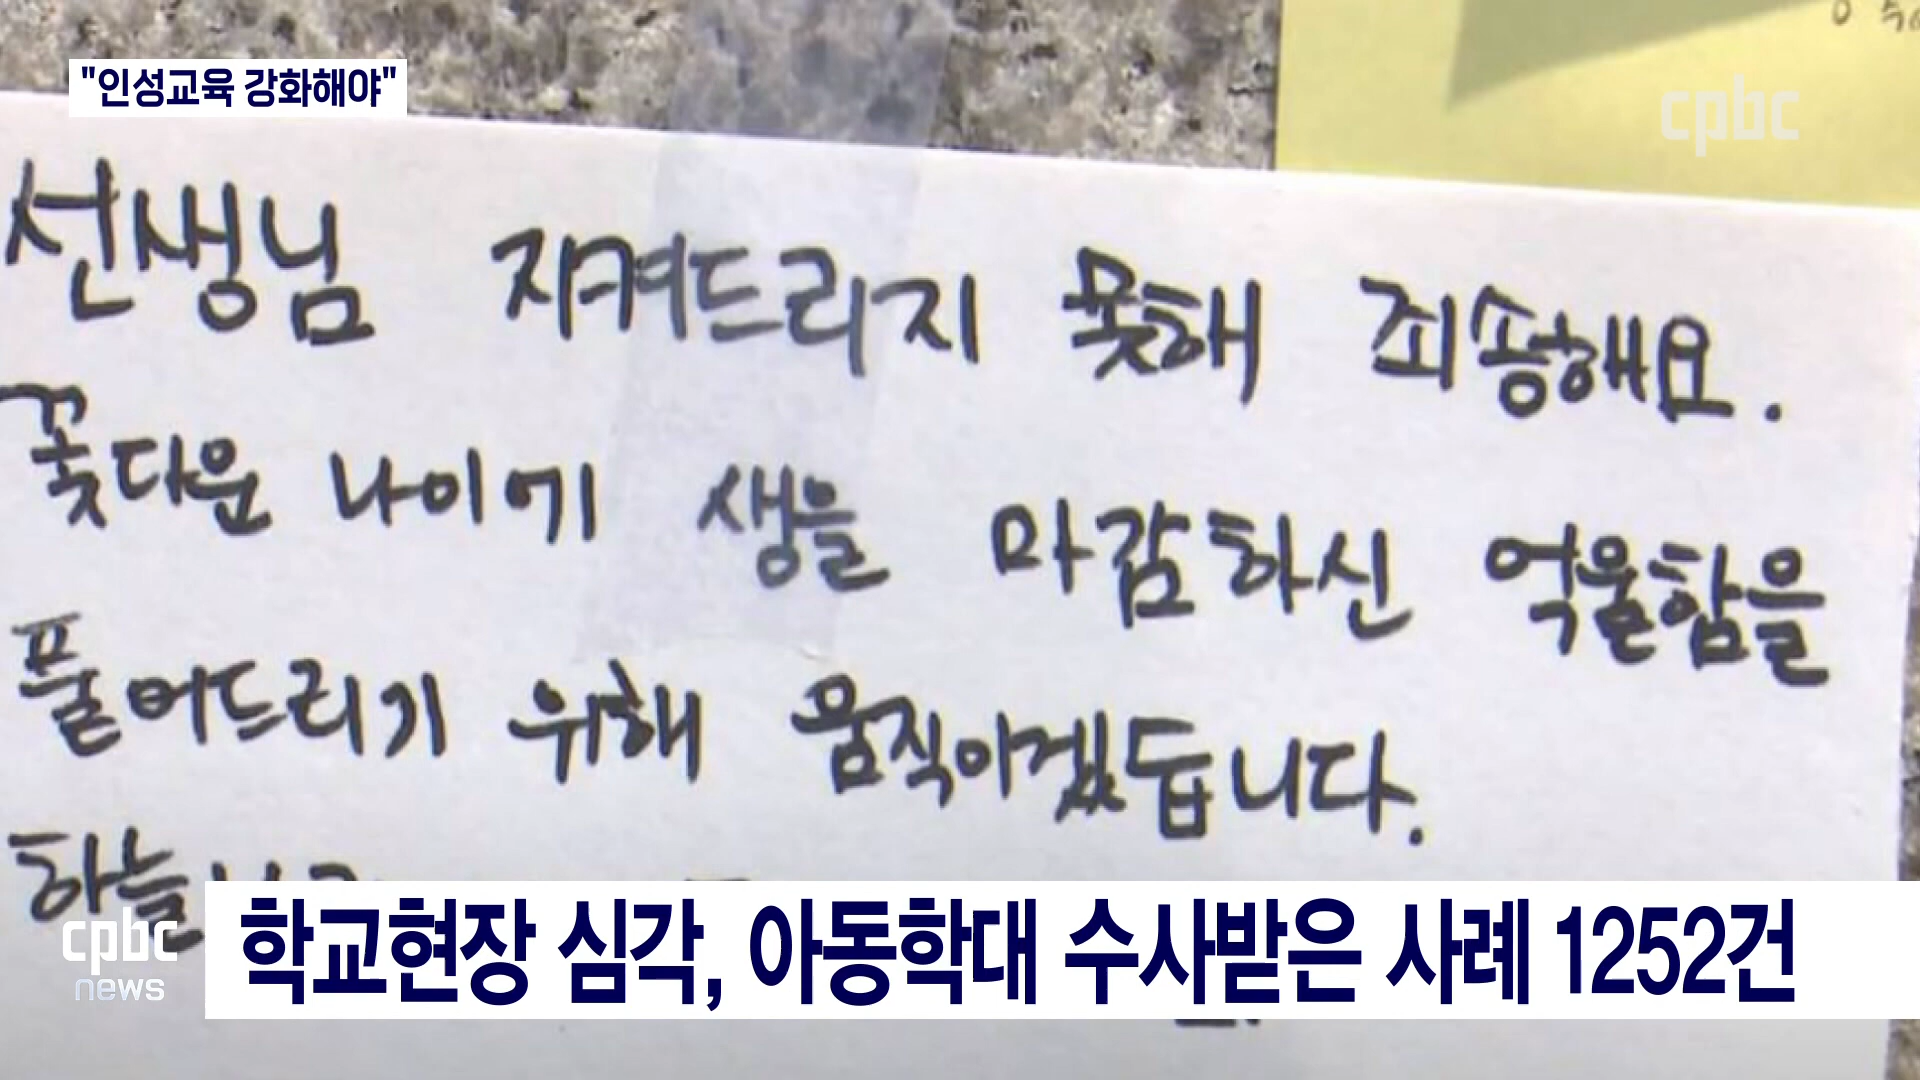 "인성교육 강화해야"
cpbc
선생님 지켜드리지 못해 죄송해요.
꽃다운 나이에 생을 마감하신 억울함을
풀어드리기 위해 움직이겠습니다.
하늘
cpbc
news
학교현장 심각, 아동학대 수사받은 사례 1252건